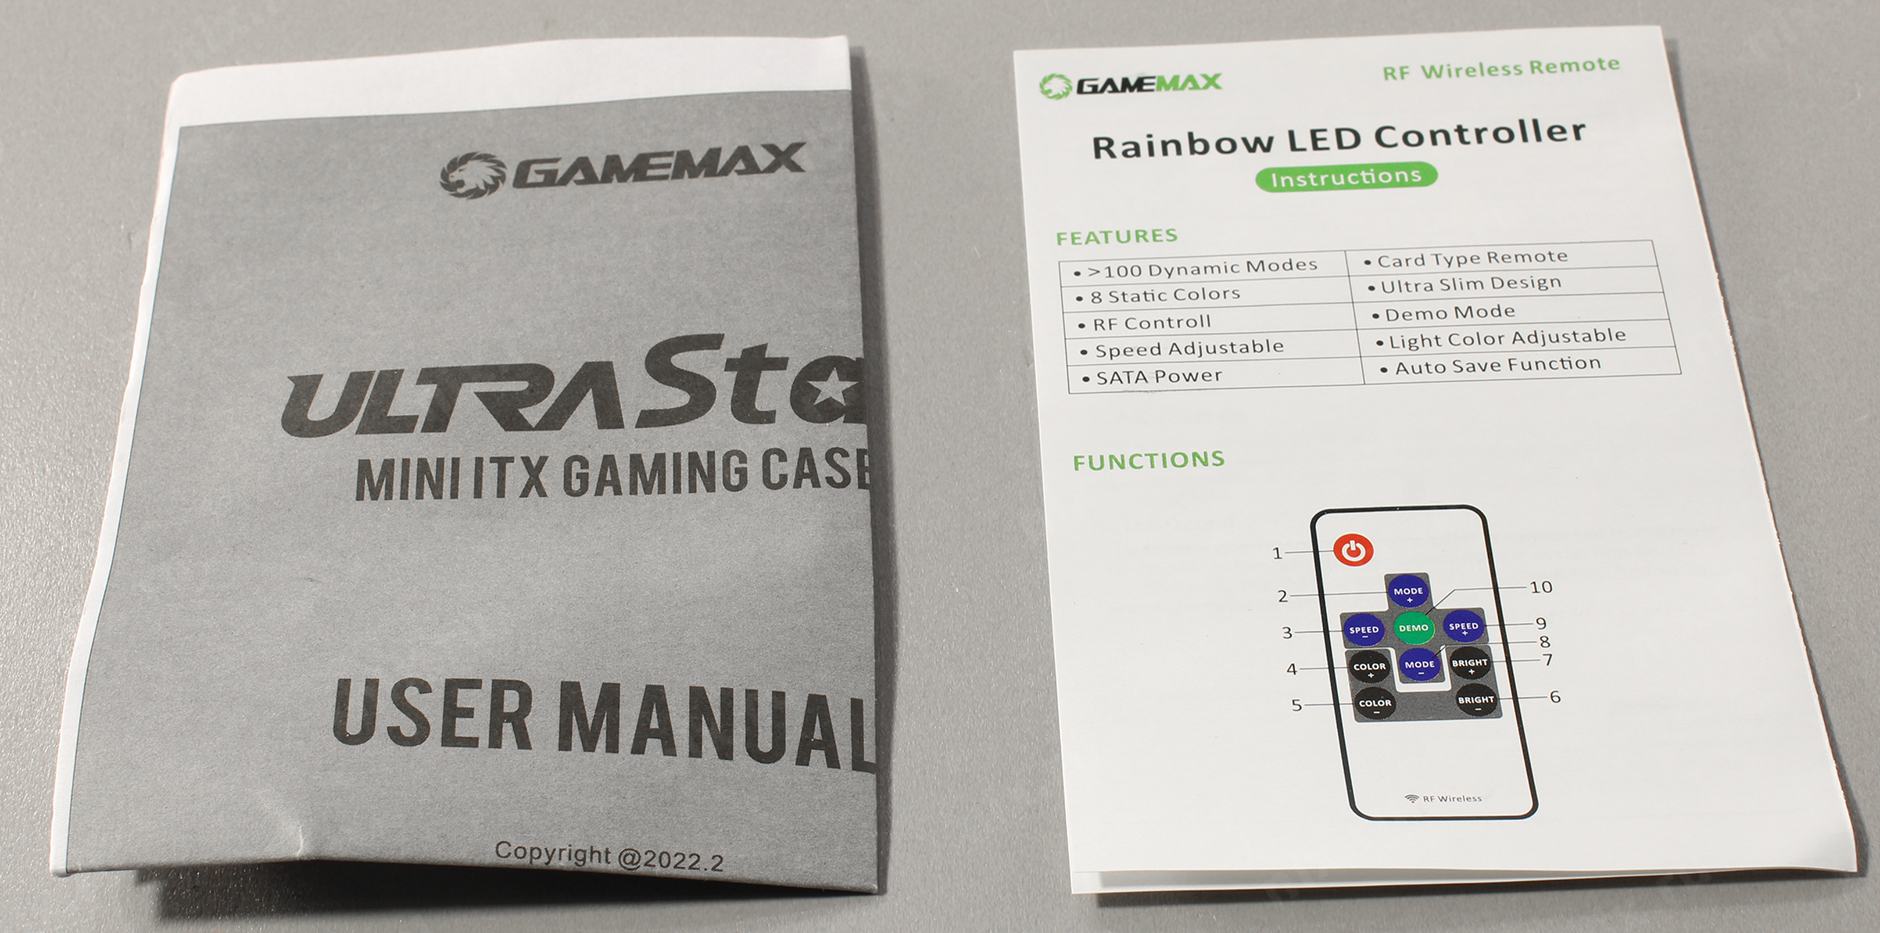 GAMEMAX
ULTRA Sta
MINI ITX GAMING CASE
USER MANUAL
Copyright @2022.2
GAMEMAX
RF Wireless Remote
Rainbow LED Controller
Instructions
FEATURES
• >100 Dynamic Modes
• Card Type Remote
• 8 Static Colors
• Ultra Slim Design
• RF Controll
• Demo Mode
• Speed Adjustable
• Light Color Adjustable
• SATA Power
• Auto Save Function
FUNCTIONS
1
2
MODE +
10
3
SPEED −
DEMO
SPEED +
9
8
4
COLOR +
MODE −
BRIGHT +
7
5
COLOR −
BRIGHT −
6
RF Wireless